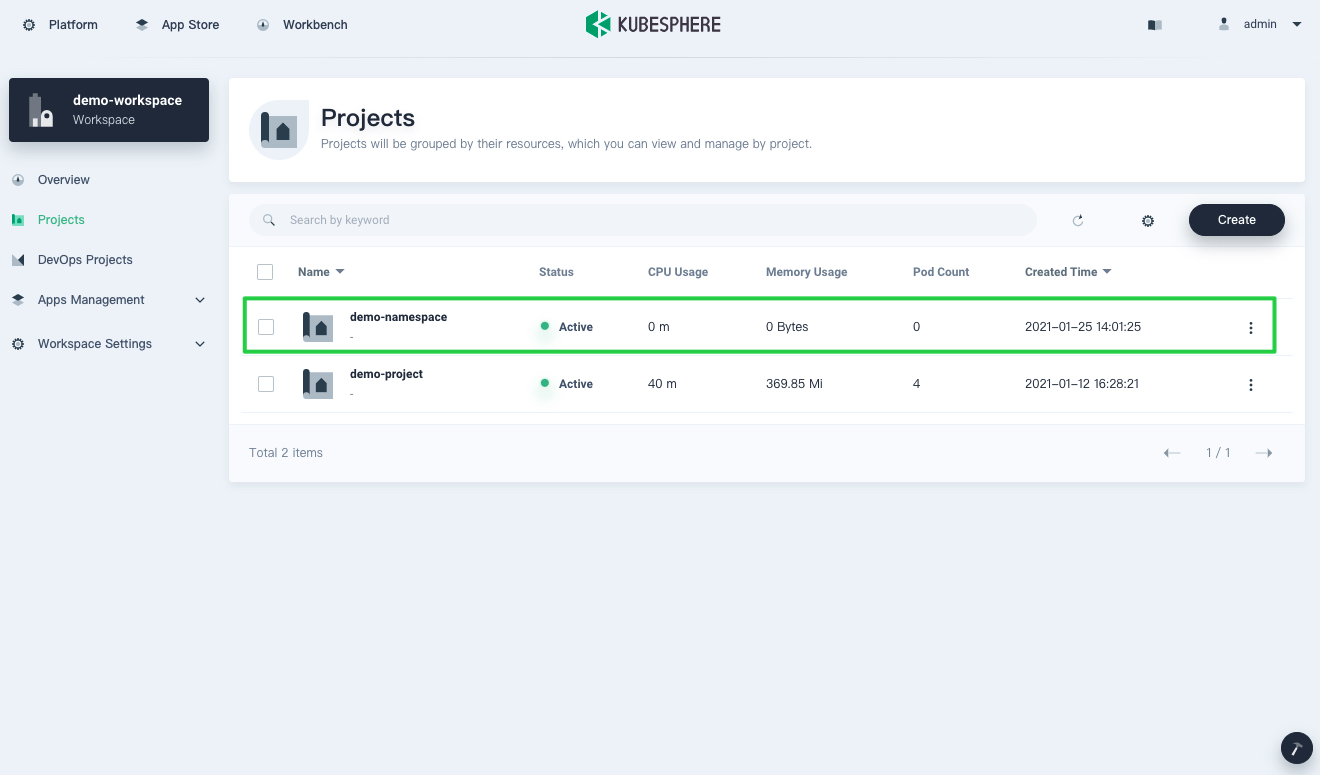 Platform App Store Workbench KUBESPHERE admin
demo-workspace
Workspace
Overview
Projects
DevOps Projects
Apps Management
Workspace Settings
Projects
Projects will be grouped by their resources, which you can view and manage by project.
Search by keyword Create
Name Status CPU Usage Memory Usage Pod Count Created Time
demo-namespace Active 0 m 0 Bytes 0 2021-01-25 14:01:25
-
demo-project Active 40 m 369.85 Mi 4 2021-01-12 16:28:21
-
Total 2 items 1 / 1